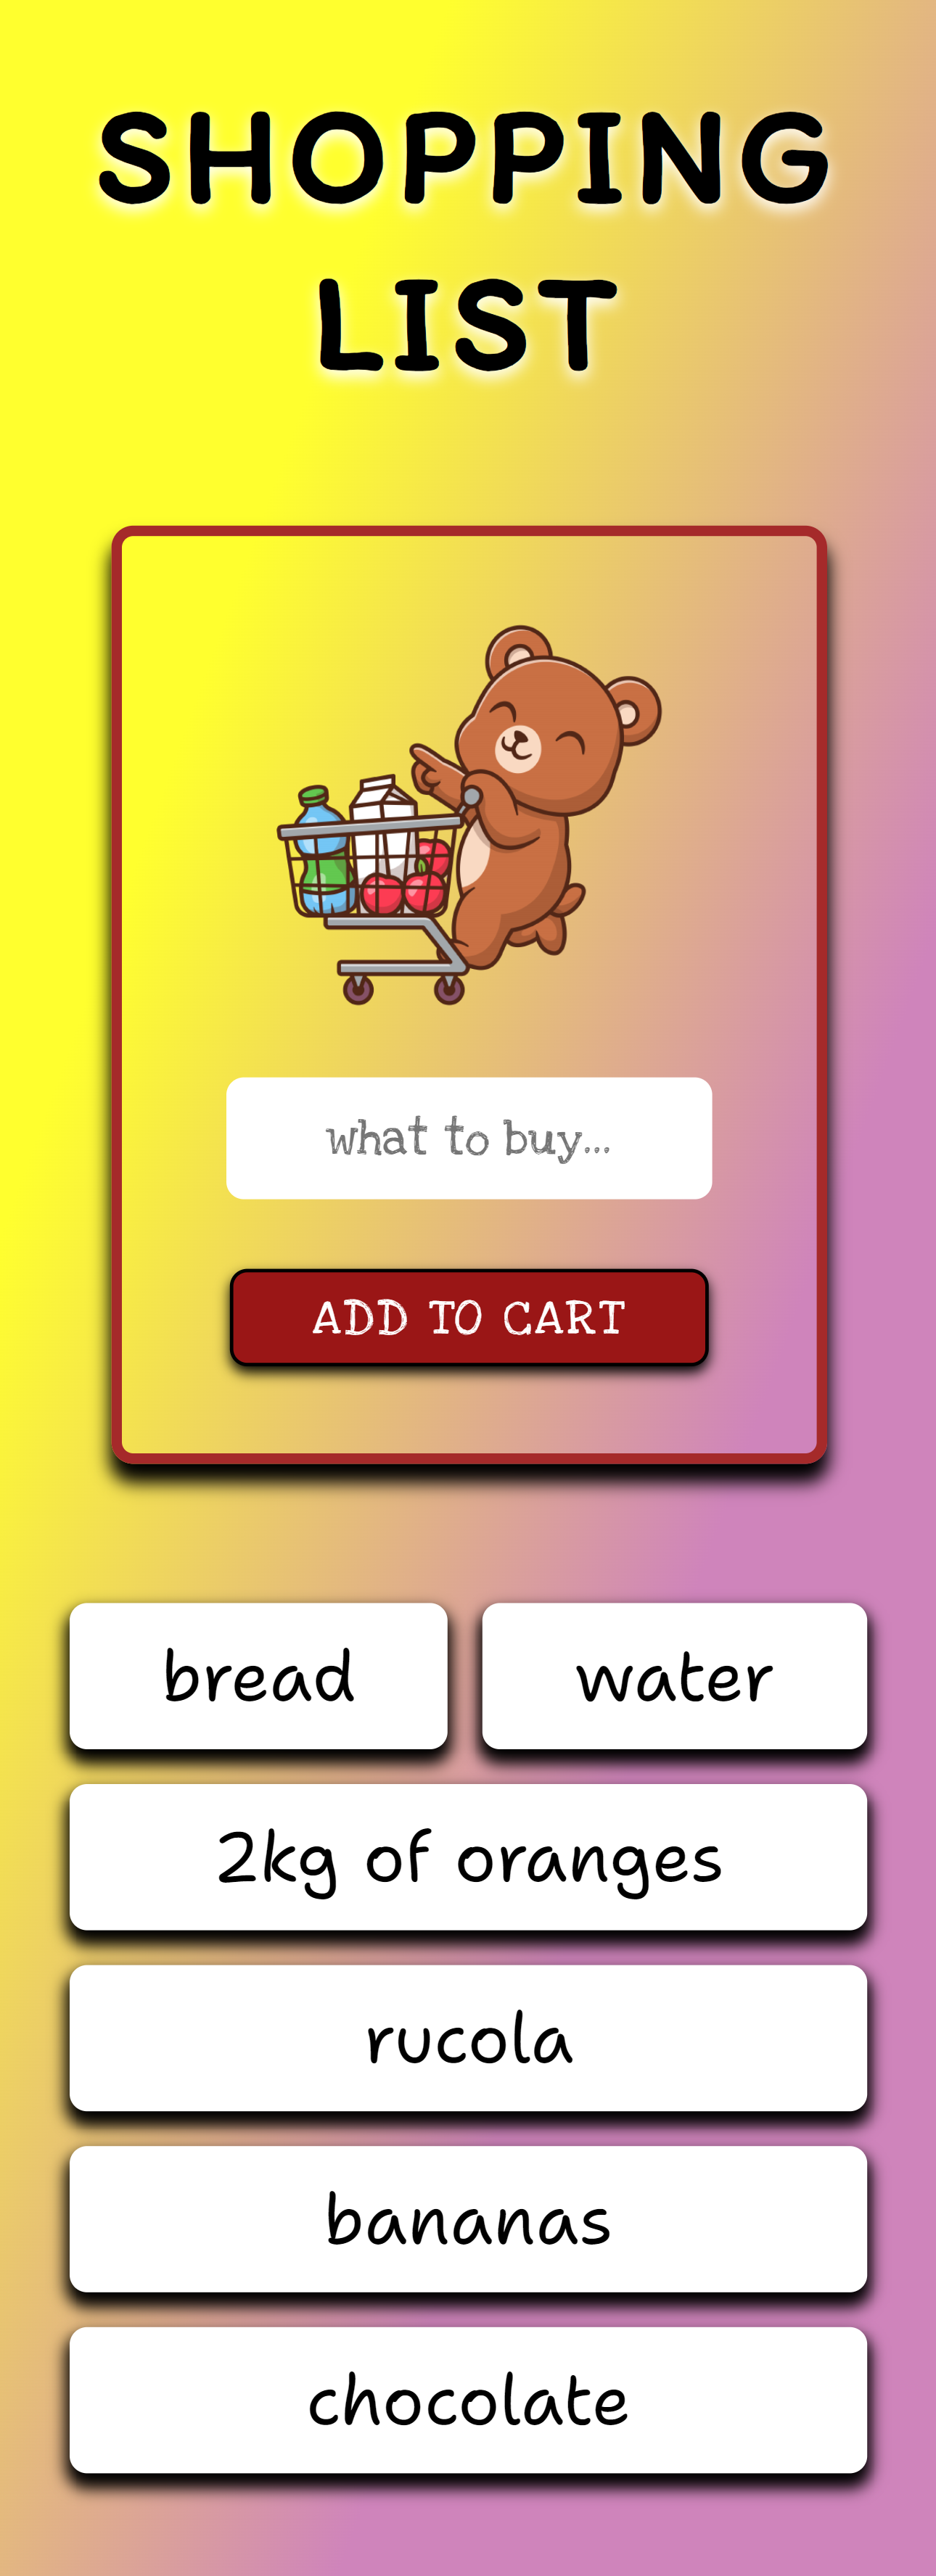 SHOPPING
LIST
what to buy...
ADD TO CART
bread water
2kg of oranges
rucola
bananas
chocolate